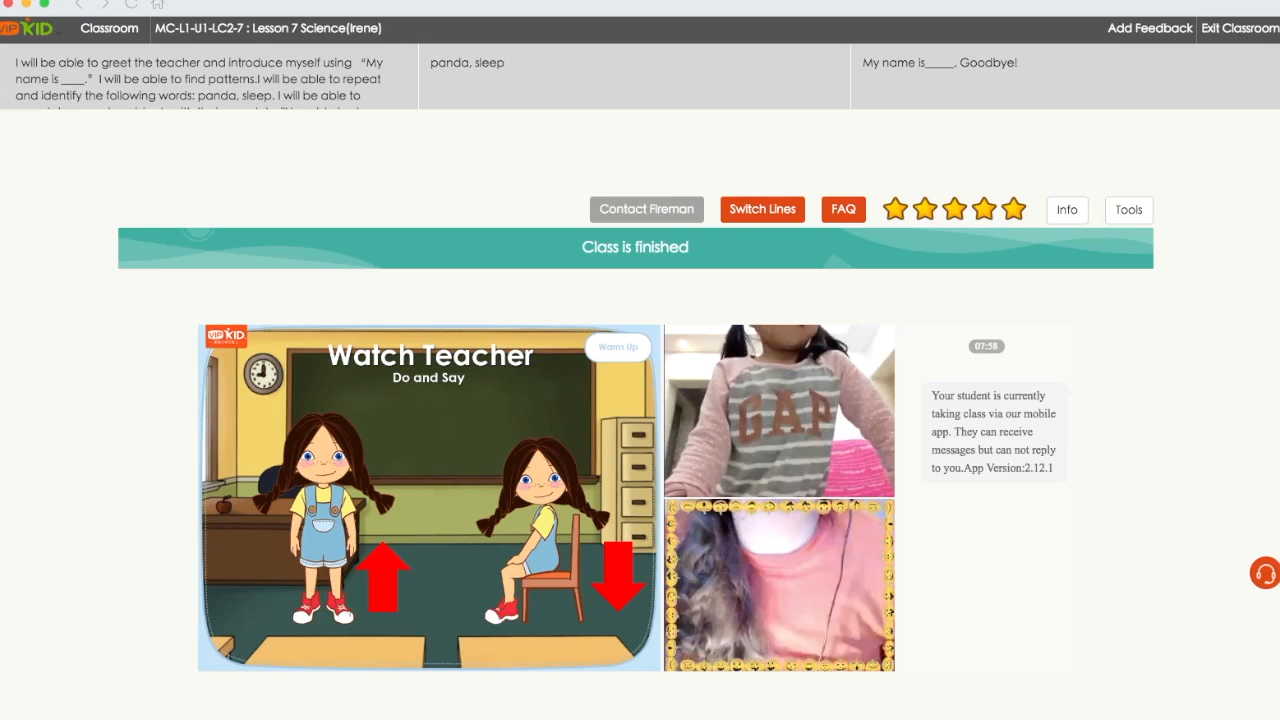 VIPKID Classroom MC-L1-U1-LC2-7 : Lesson 7 Science(Irene) Add Feedback Exit Classroom
I will be able to greet the teacher and introduce myself using “My
name is ____.” I will be able to find patterns.I will be able to repeat
and identify the following words: panda, sleep. I will be able to
panda, sleep
My name is_____. Goodbye!
Contact Fireman Switch Lines FAQ Info Tools
Class is finished
VIPKID
Warm Up
Watch Teacher
Do and Say
GAP
07:58
Your student is currently
taking class via our mobile
app. They can receive
messages but can not reply
to you.App Version:2.12.1